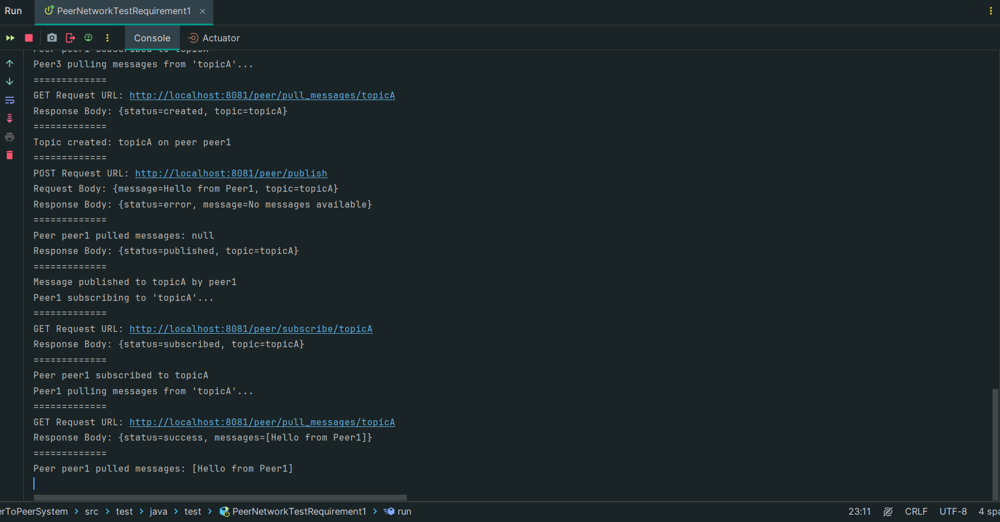 Run PeerNetworkTestRequirement1
Console Actuator
Peer peer1 subscribed to topicA
Peer3 pulling messages from 'topicA'...
=============
GET Request URL: http://localhost:8081/peer/pull_messages/topicA
Response Body: {status=created, topic=topicA}
=============
Topic created: topicA on peer peer1
=============
POST Request URL: http://localhost:8081/peer/publish
Request Body: {message=Hello from Peer1, topic=topicA}
Response Body: {status=error, message=No messages available}
=============
Peer peer1 pulled messages: null
Response Body: {status=published, topic=topicA}
=============
Message published to topicA by peer1
Peer1 subscribing to 'topicA'...
=============
GET Request URL: http://localhost:8081/peer/subscribe/topicA
Response Body: {status=subscribed, topic=topicA}
=============
Peer peer1 subscribed to topicA
Peer1 pulling messages from 'topicA'...
=============
GET Request URL: http://localhost:8081/peer/pull_messages/topicA
Response Body: {status=success, messages=[Hello from Peer1]}
=============
Peer peer1 pulled messages: [Hello from Peer1]
erToPeerSystem > src > test > java > test > PeerNetworkTestRequirement1 > run 23:11 CRLF UTF-8 4 spa